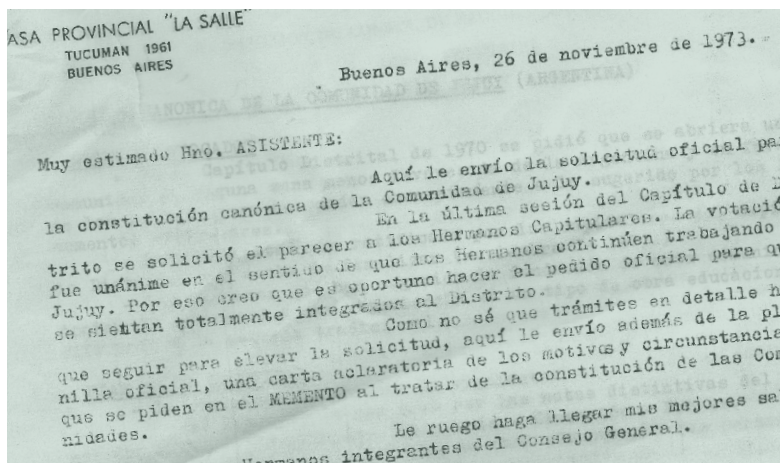 ASA PROVINCIAL "LA SALLE"
TUCUMAN 1961
BUENOS AIRES
Buenos Aires, 26 de noviembre de 1973.-
ANONICA DE LA COMUNIDAD DE JUJUY (ARGENTINA)
Muy estimado Hno. ASISTENTE:
Aquí le envío la solicitud oficial pa
la constitución canónica de la Comunidad de Jujuy.
En la última sesión del Capítulo de
trito se solicitó el parecer a los Hermanos Capitulares. La votació
fue unánime en el sentido de que los Hermanos continúen trabajando
Jujuy. Por eso creo que es oportuno hacer el pedido oficial para qu
se sientan totalmente integrados al Distrito.
Como no sé que trámites en detalle h
que seguir para elevar la solicitud, aquí le envío además de la pl
nilla oficial, una carta aclaratoria de los motivos y circunstancia
que se piden en el MEMENTO al tratar de la constitución de las Com
nidades.
Le ruego haga llegar mis mejores sa
Hermanos integrantes del Consejo General.